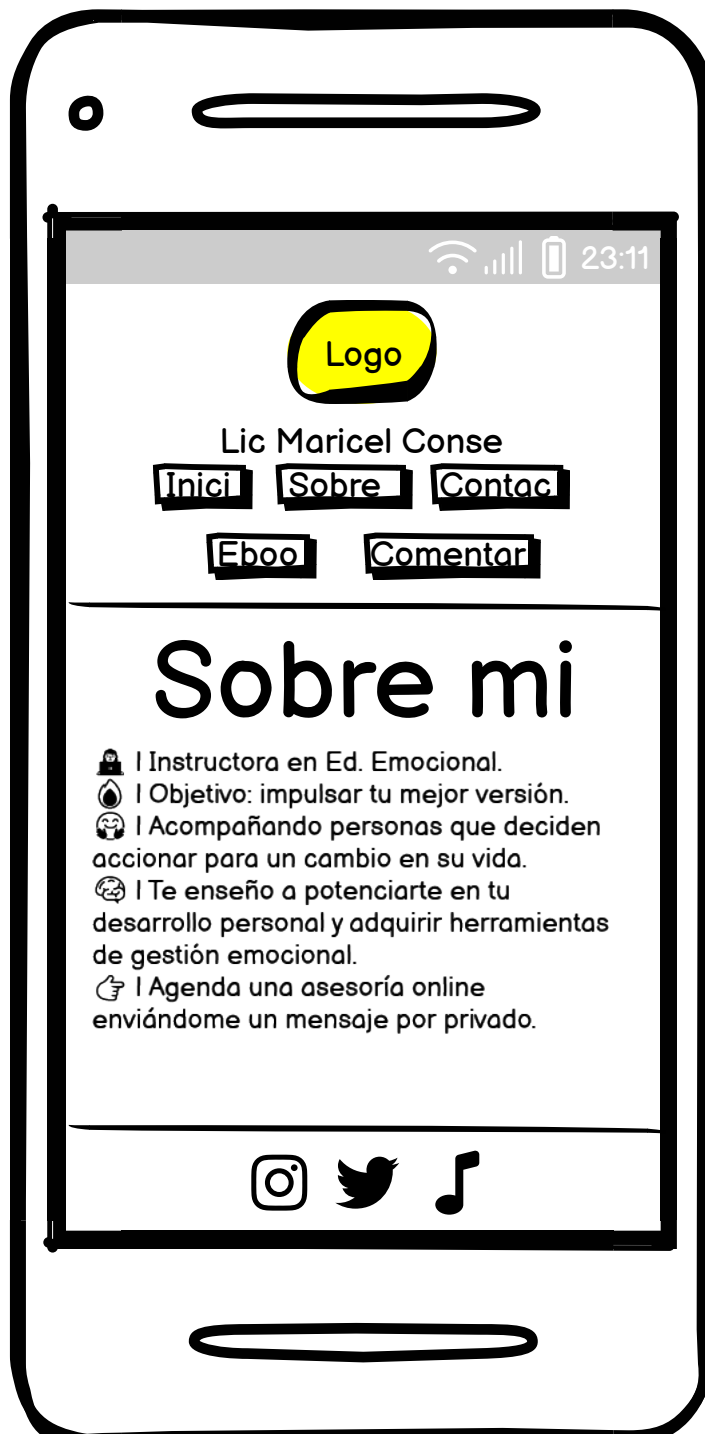 23:11
Logo
Lic Maricel Conse
Inici Sobre Contac
Eboo Comentar
Sobre mi
👩‍💻 | Instructora en Ed. Emocional.
🔥 | Objetivo: impulsar tu mejor versión.
🤗 | Acompañando personas que deciden
accionar para un cambio en su vida.
🧠 | Te enseño a potenciarte en tu
desarrollo personal y adquirir herramientas
de gestión emocional.
👉 | Agenda una asesoría online
enviándome un mensaje por privado.